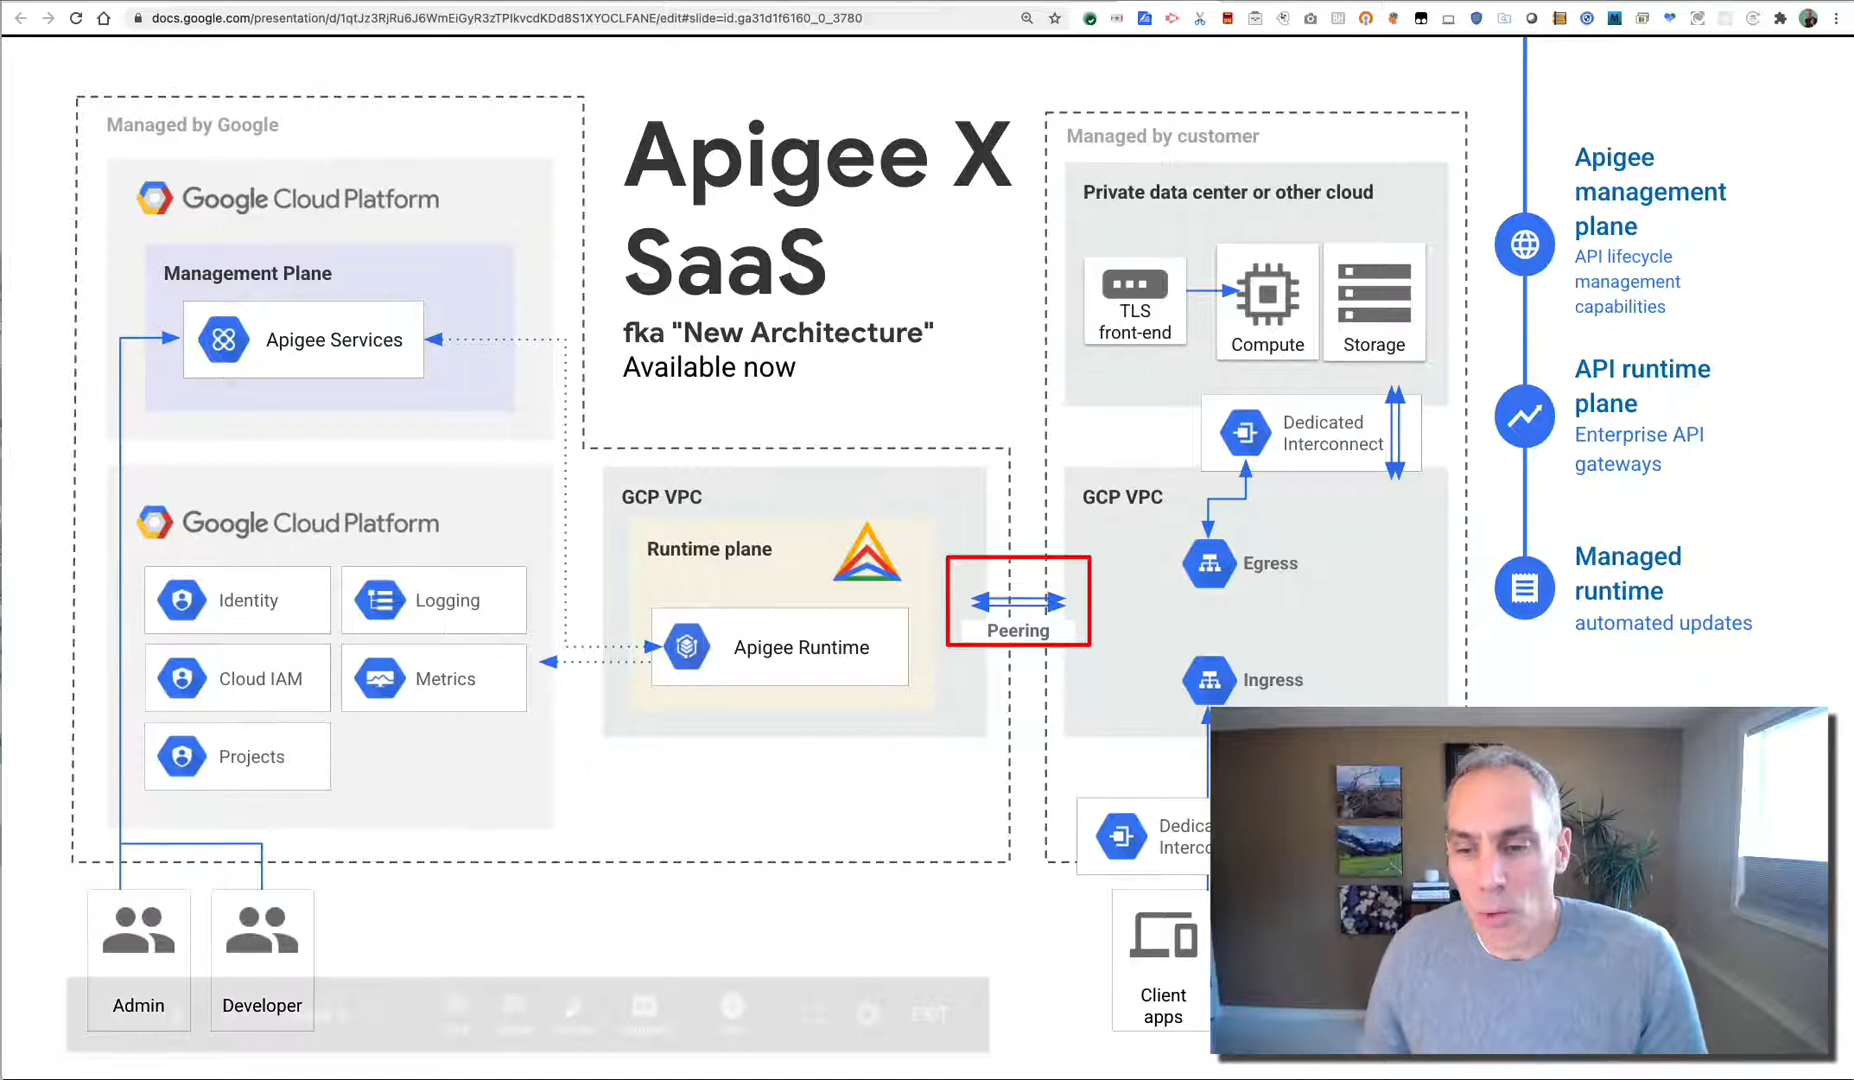 docs.google.com/presentation/d/1qtJz3RjRu6J6WmEiGyR3zTPIkvcdKDd8S1XYOCLFANE/edit#slide=id.ga31d1f6160_0_3780
Managed by Google
Google Cloud Platform
Management Plane
Apigee Services
Google Cloud Platform
Identity
Logging
Cloud IAM
Metrics
Projects
Admin
Developer
Apigee X
SaaS
fka "New Architecture"
Available now
GCP VPC
Runtime plane
Apigee Runtime
Peering
Managed by customer
Private data center or other cloud
TLS
front-end
Compute
Storage
Dedicated
Interconnect
GCP VPC
Egress
Ingress
Dedica
Interco
Client
apps
Apigee
management
plane
API lifecycle
management
capabilities
API runtime
plane
Enterprise API
gateways
Managed
runtime
automated updates
EXIT